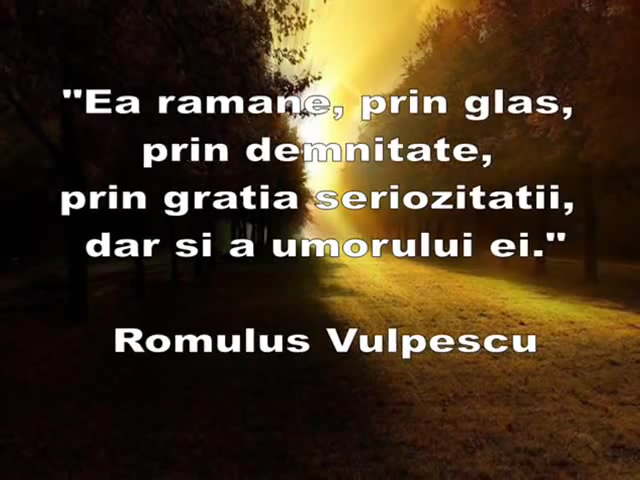 "Ea ramane, prin glas,
prin demnitate,
prin gratia seriozitatii,
dar si a umorului ei."
Romulus Vulpescu